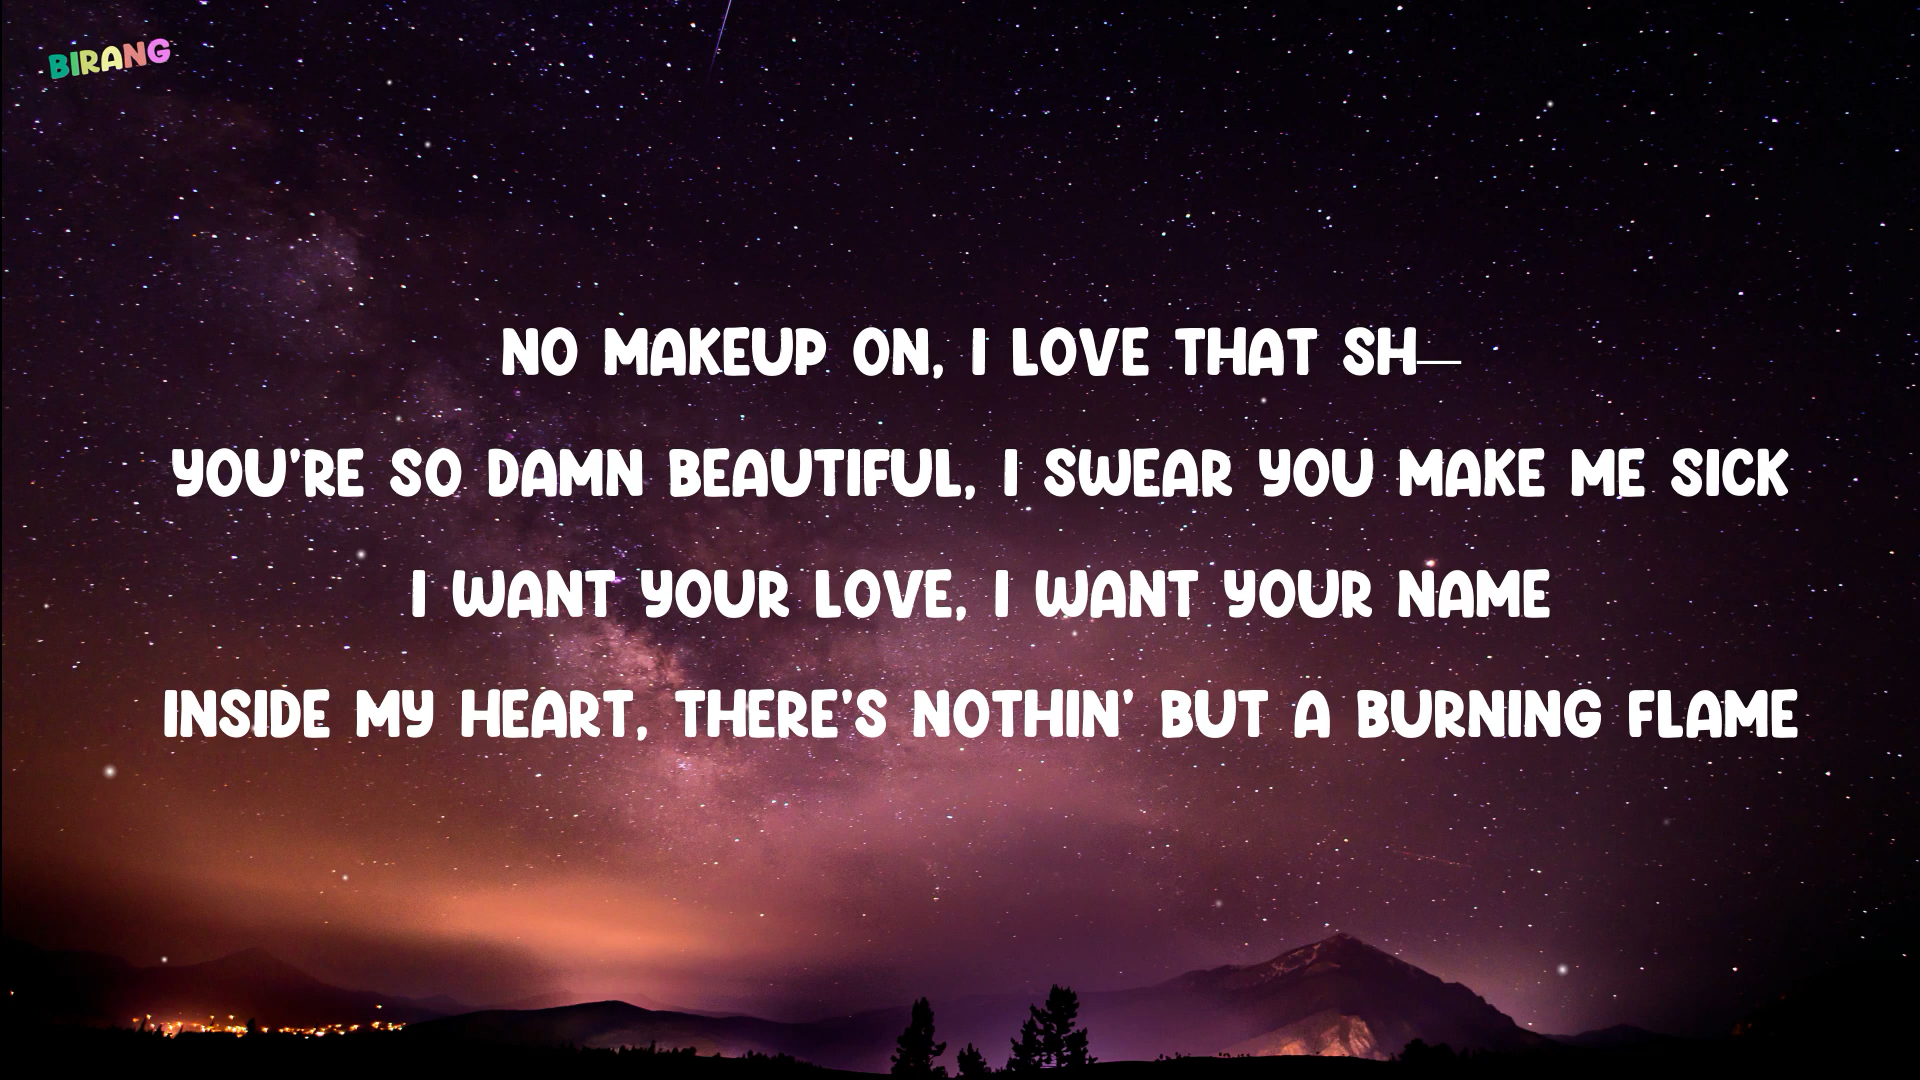 BIRANG
NO MAKEUP ON, I LOVE THAT SH—
YOU'RE SO DAMN BEAUTIFUL, I SWEAR YOU MAKE ME SICK
I WANT YOUR LOVE, I WANT YOUR NAME
INSIDE MY HEART, THERE'S NOTHIN' BUT A BURNING FLAME